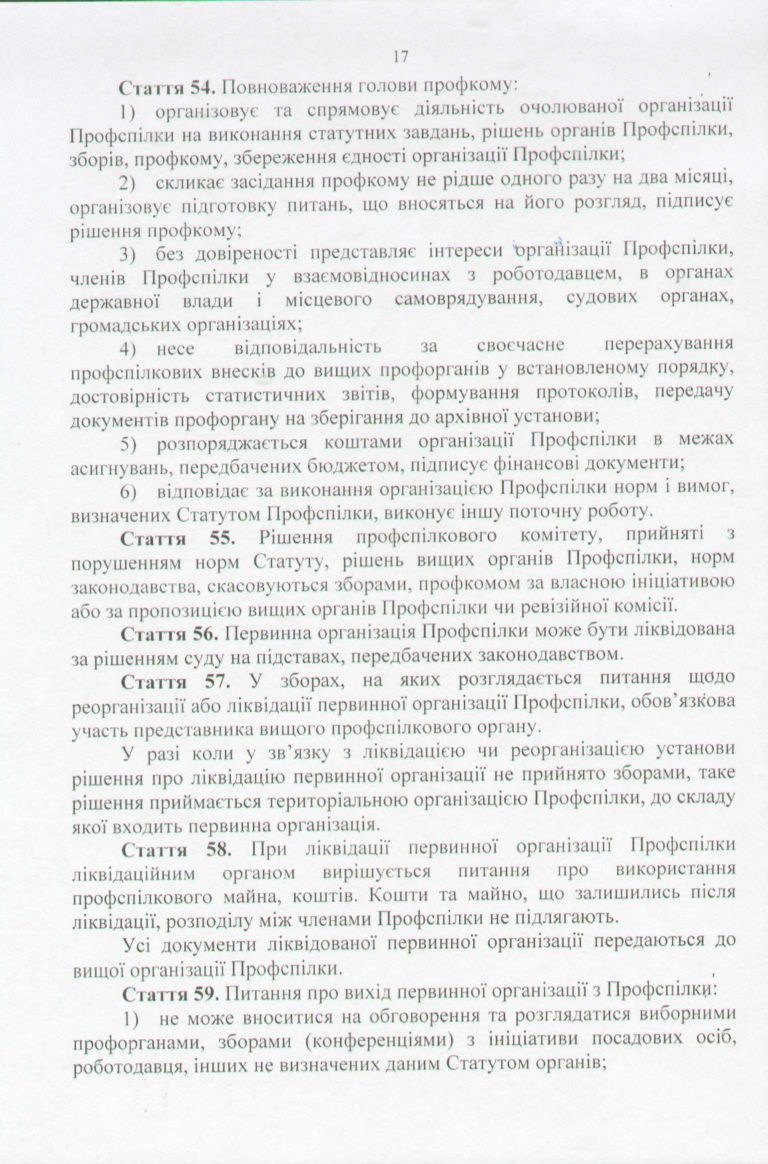 17
Стаття 54. Повноваження голови профкому:
1) організовує та спрямовує діяльність очолюваної організації
Профспілки на виконання статутних завдань, рішень органів Профспілки,
зборів, профкому, збереження єдності організації Профспілки;
2) скликає засідання профкому не рідше одного разу на два місяці,
організовує підготовку питань, що вносяться на його розгляд, підписує
рішення профкому;
3) без довіреності представляє інтереси організації Профспілки,
членів Профспілки у взаємовідносинах з роботодавцем, в органах
державної влади і місцевого самоврядування, судових органах,
громадських організаціях;
4) несе відповідальність за своєчасне перерахування
профспілкових внесків до вищих профорганів у встановленому порядку,
достовірність статистичних звітів, формування протоколів, передачу
документів профоргану на зберігання до архівної установи;
5) розпоряджається коштами організації Профспілки в межах
асигнувань, передбачених бюджетом, підписує фінансові документи;
6) відповідає за виконання організацією Профспілки норм і вимог,
визначених Статутом Профспілки, виконує іншу поточну роботу.
Стаття 55. Рішення профспілкового комітету, прийняті з
порушенням норм Статуту, рішень вищих органів Профспілки, норм
законодавства, скасовуються зборами, профкомом за власною ініціативою
або за пропозицією вищих органів Профспілки чи ревізійної комісії.
Стаття 56. Первинна організація Профспілки може бути ліквідована
за рішенням суду на підставах, передбачених законодавством.
Стаття 57. У зборах, на яких розглядається питання щодо
реорганізації або ліквідації первинної організації Профспілки, обов’язкова
участь представника вищого профспілкового органу.
У разі коли у зв’язку з ліквідацією чи реорганізацією установи
рішення про ліквідацію первинної організації не прийнято зборами, таке
рішення приймається територіальною організацією Профспілки, до складу
якої входить первинна організація.
Стаття 58. При ліквідації первинної організації Профспілки
ліквідаційним органом вирішується питання про використання
профспілкового майна, коштів. Кошти та майно, що залишились після
ліквідації, розподілу між членами Профспілки не підлягають.
Усі документи ліквідованої первинної організації передаються до
вищої організації Профспілки.
Стаття 59. Питання про вихід первинної організації з Профспілки:
1) не може вноситися на обговорення та розглядатися виборними
профорганами, зборами (конференціями) з ініціативи посадових осіб,
роботодавця, інших не визначених даним Статутом органів;